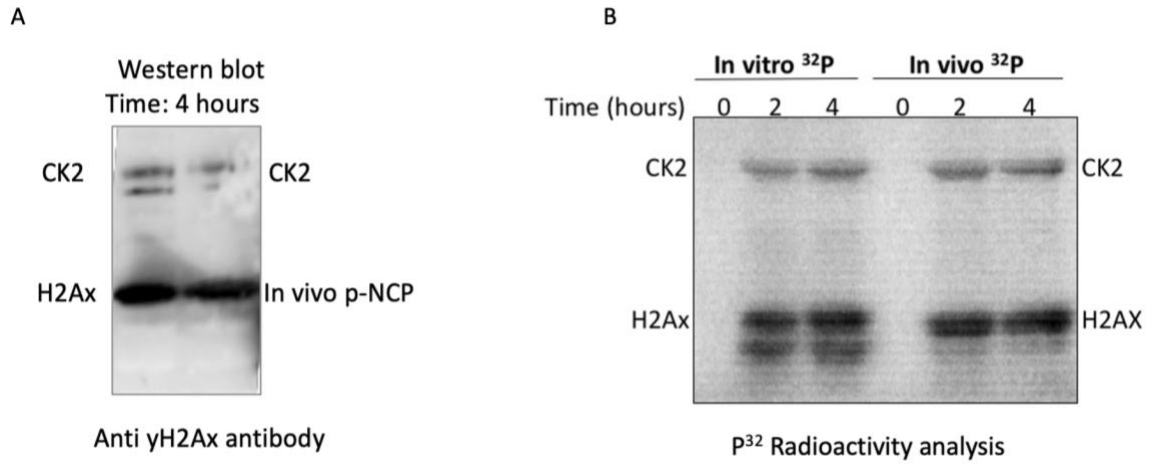 A
Western blot
Time: 4 hours
CK2 CK2
H2Ax In vivo p-NCP
Anti yH2Ax antibody
B
In vitro ³²P In vivo ³²P
Time (hours) 0 2 4 0 2 4
CK2 CK2
H2Ax H2AX
P³² Radioactivity analysis